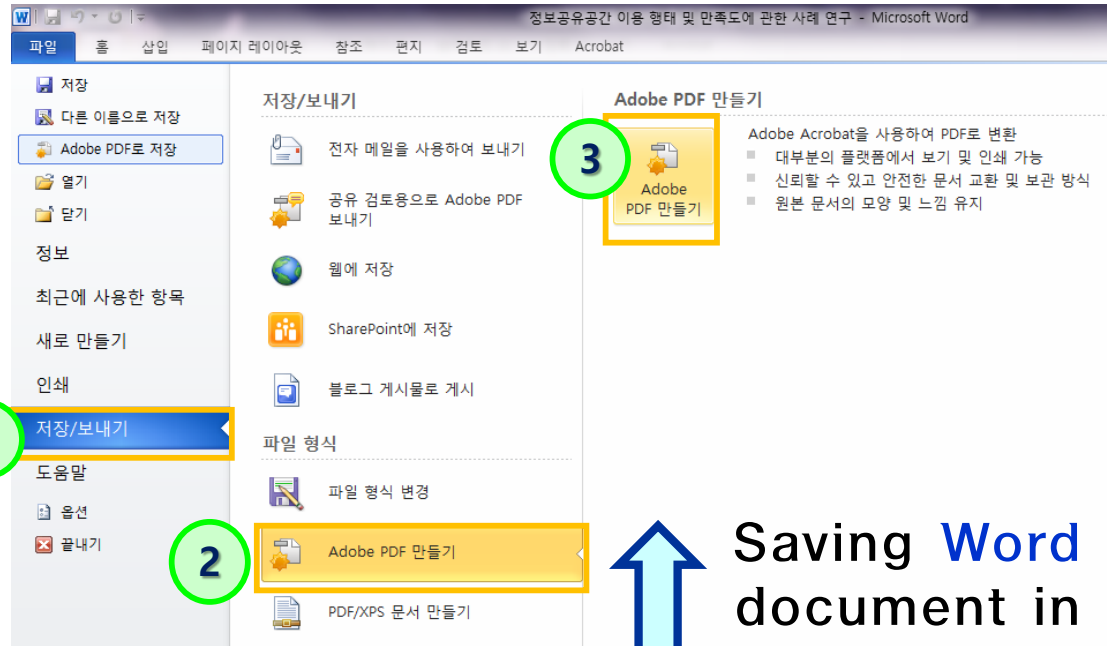 정보공유공간 이용 형태 및 만족도에 관한 사례 연구 - Microsoft Word
파일 홈 삽입 페이지 레이아웃 참조 편지 검토 보기 Acrobat
저장
다른 이름으로 저장
Adobe PDF로 저장
열기
닫기
정보
최근에 사용한 항목
새로 만들기
인쇄
저장/보내기
도움말
옵션
끝내기
저장/보내기
전자 메일을 사용하여 보내기
공유 검토용으로 Adobe PDF
보내기
웹에 저장
SharePoint에 저장
블로그 게시물로 게시
파일 형식
파일 형식 변경
2
Adobe PDF 만들기
PDF/XPS 문서 만들기
Adobe PDF 만들기
3
Adobe
PDF 만들기
Adobe Acrobat을 사용하여 PDF로 변환
대부분의 플랫폼에서 보기 및 인쇄 가능
신뢰할 수 있고 안전한 문서 교환 및 보관 방식
원본 문서의 모양 및 느낌 유지
Saving Word
document in